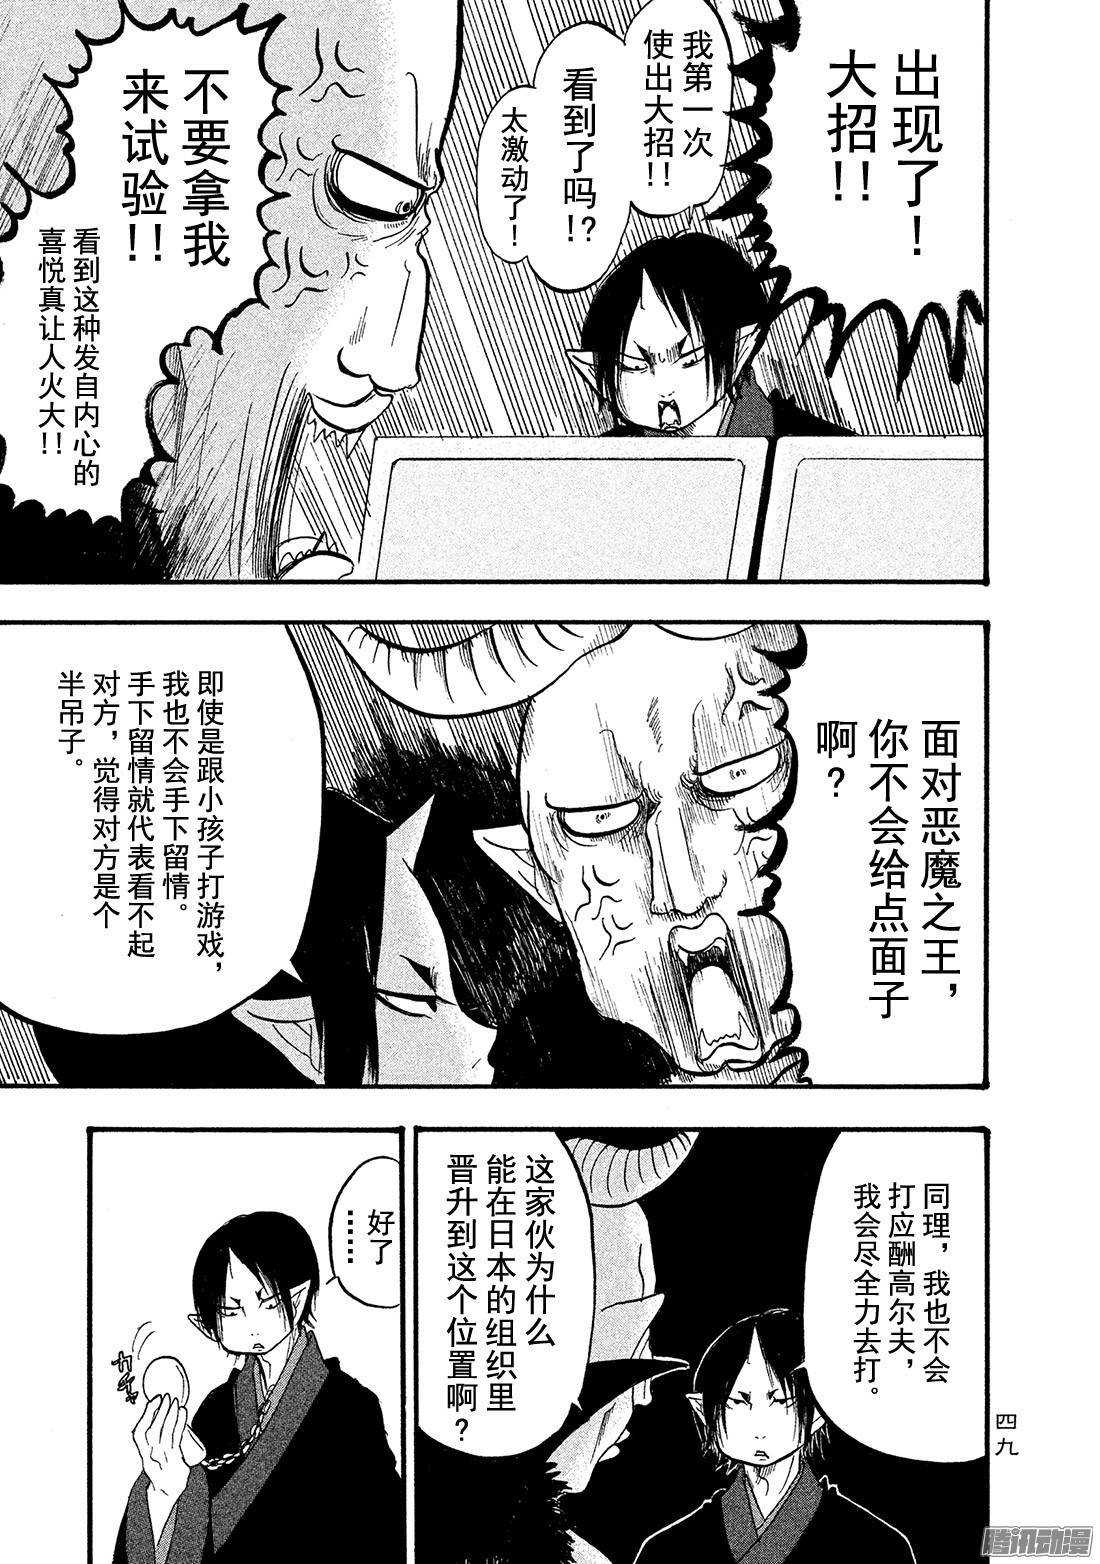 出现了！
大招！！
我第一次
使出大招！！
看到了吗！？
太激动了！
不要拿我
来试验！！
看到这种发自内心的
喜悦真让人火大！！
面对恶魔之王，
你不会给点面子
啊？
即使是跟小孩子打游戏，
我也不会手下留情。
手下留情就代表看不起
对方，觉得对方是个
半吊子。
同理，我也不会
打应酬高尔夫，
我会尽全力去打。
这家伙为什么
能在日本的组织里
晋升到这个位置啊？
好了
……
カチャ
四九
腾讯动漫